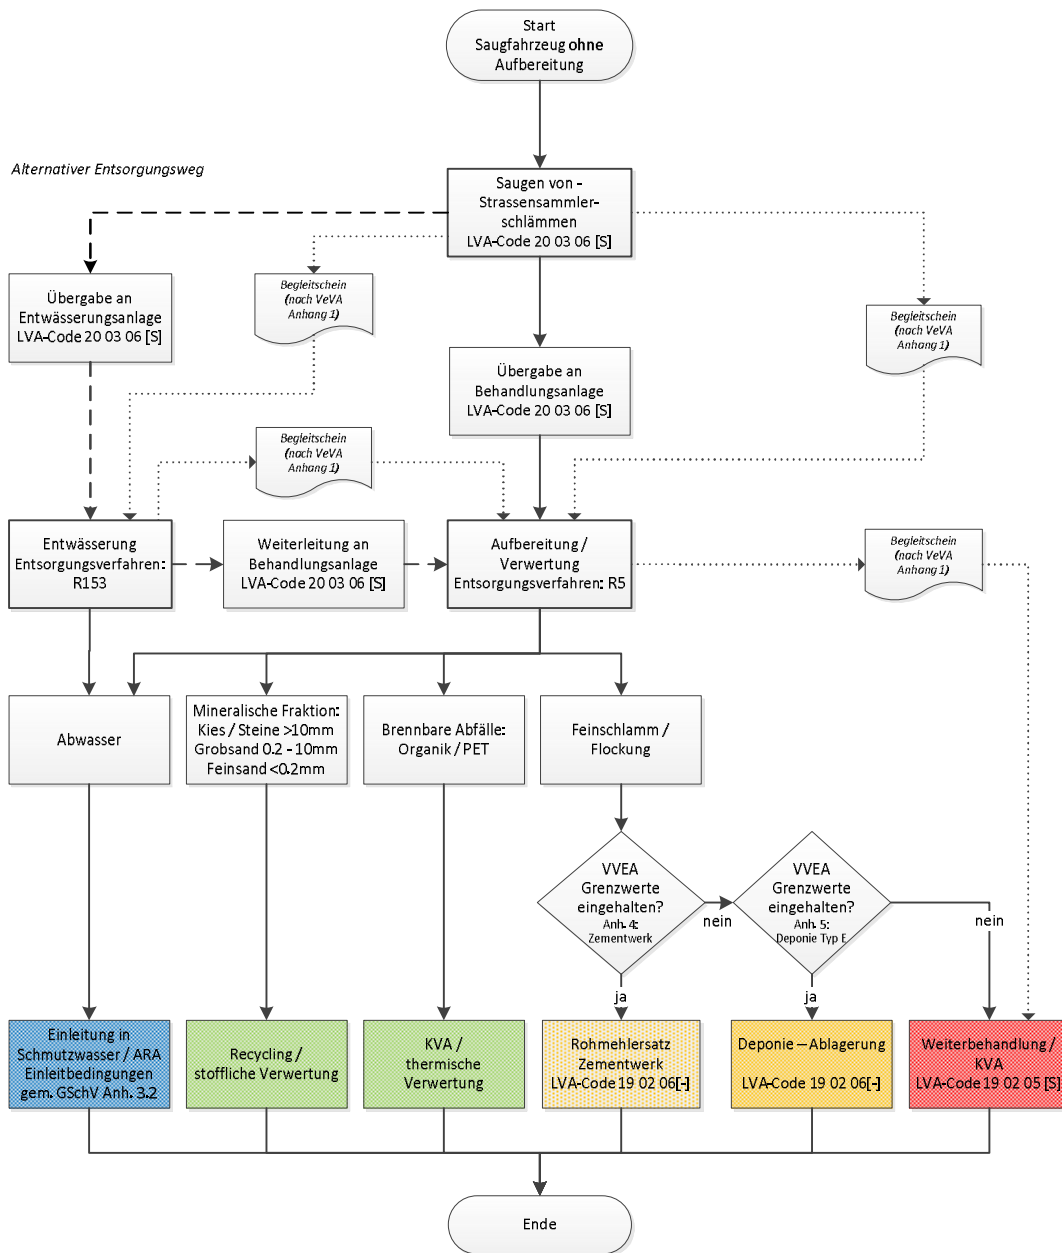 Start
Saugfahrzeug ohne
Aufbereitung
Alternativer Entsorgungsweg
Saugen von -
Strassensammler-
schlämmen
LVA-Code 20 03 06 [S]
Übergabe an
Entwässerungsanlage
LVA-Code 20 03 06 [S]
Begleitschein
(nach VeVA
Anhang 1)
Begleitschein
(nach VeVA
Anhang 1)
Übergabe an
Behandlungsanlage
LVA-Code 20 03 06 [S]
Begleitschein
(nach VeVA
Anhang 1)
Entwässerung
Entsorgungsverfahren:
R153
Weiterleitung an
Behandlungsanlage
LVA-Code 20 03 06 [S]
Aufbereitung /
Verwertung
Entsorgungsverfahren: R5
Begleitschein
(nach VeVA
Anhang 1)
Abwasser
Mineralische Fraktion:
Kies / Steine >10mm
Grobsand 0.2 - 10mm
Feinsand <0.2mm
Brennbare Abfälle:
Organik / PET
Feinschlamm /
Flockung
VVEA
Grenzwerte
eingehalten?
Anh. 4:
Zementwerk
nein
VVEA
Grenzwerte
eingehalten?
Anh. 5:
Deponie Typ E
nein
ja
ja
Einleitung in
Schmutzwasser / ARA
Einleitbedingungen
gem. GSchV Anh. 3.2
Recycling /
stoffliche Verwertung
KVA /
thermische
Verwertung
Rohmehlersatz
Zementwerk
LVA-Code 19 02 06[-]
Deponie – Ablagerung
LVA-Code 19 02 06[-]
Weiterbehandlung /
KVA
LVA-Code 19 02 05 [S]
Ende